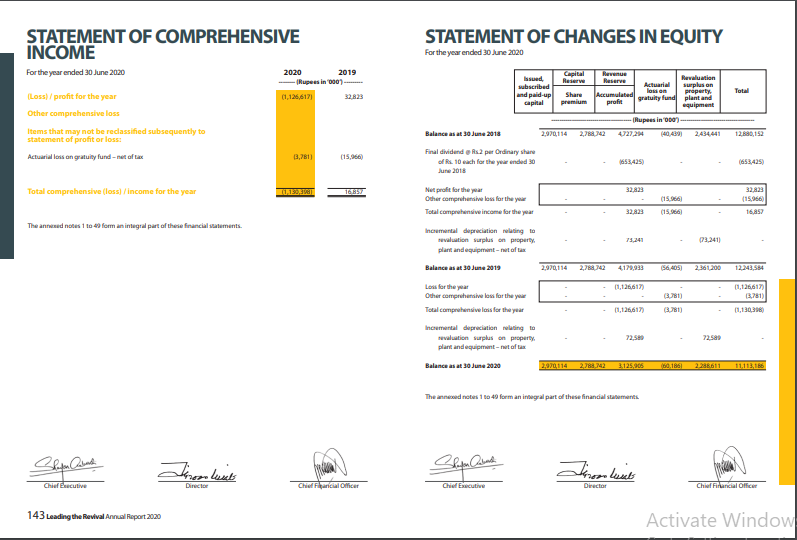 STATEMENT OF COMPREHENSIVE
INCOME
For the year ended 30 June 2020
2020 2019
-------- (Rupees in '000') ---------
(Loss) / profit for the year (1,126,617) 32,823
Other comprehensive loss
Items that may not be reclassified subsequently to
statement of profit or loss:
Actuarial loss on gratuity fund – net of tax (3,781) (15,966)
Total comprehensive (loss) / income for the year (1,130,398) 16,857
The annexed notes 1 to 49 form an integral part of these financial statements.
Chief Executive Director Chief Financial Officer
143 Leading the Revival Annual Report 2020
STATEMENT OF CHANGES IN EQUITY
For the year ended 30 June 2020
Issued, subscribed and paid-up capital
Capital Reserve
Share premium
Revenue Reserve
Accumulated profit
Actuarial loss on gratuity fund
Revaluation surplus on property, plant and equipment
Total
-------- (Rupees in '000') --------
Balance as at 30 June 2018 2,970,114 2,788,742 4,727,294 (40,439) 2,434,441 12,880,152
Final dividend @ Rs.2 per Ordinary share
of Rs. 10 each for the year ended 30 - - (653,425) - - (653,425)
June 2018
Net profit for the year 32,823 32,823
Other comprehensive loss for the year - - - (15,966) - (15,966)
Total comprehensive income for the year - - 32,823 (15,966) - 16,857
Incremental depreciation relating to
revaluation surplus on property, - - 73,241 - (73,241) -
plant and equipment – net of tax
Balance as at 30 June 2019 2,970,114 2,788,742 4,179,933 (56,405) 2,361,200 12,243,584
Loss for the year - - (1,126,617) - - (1,126,617)
Other comprehensive loss for the year - - - (3,781) - (3,781)
Total comprehensive loss for the year - - (1,126,617) (3,781) - (1,130,398)
Incremental depreciation relating to
revaluation surplus on property, - - 72,589 - 72,589 -
plant and equipment – net of tax
Balance as at 30 June 2020 2,970,114 2,788,742 3,125,905 (60,186) 2,288,611 11,113,186
The annexed notes 1 to 49 form an integral part of these financial statements.
Chief Executive Director Chief Financial Officer
Activate Window